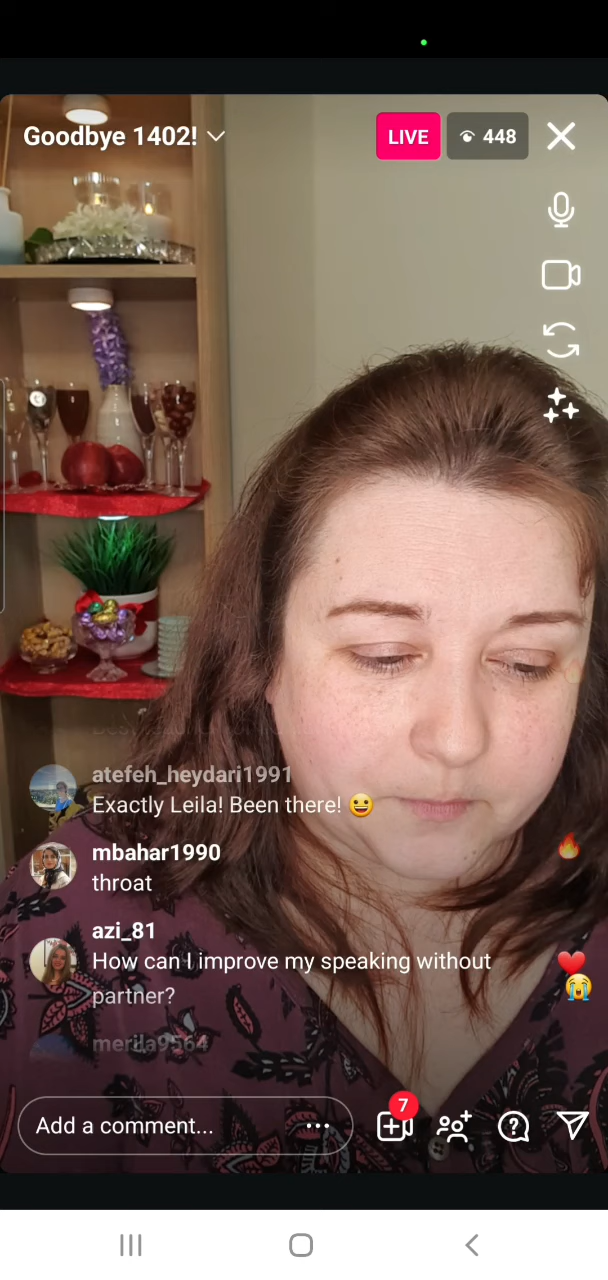 Goodbye 1402!
LIVE
448
atefeh_heydari1991
Exactly Leila! Been there! 😀
mbahar1990
throat
azi_81
How can I improve my speaking without
partner?
merila9564
7
Add a comment...